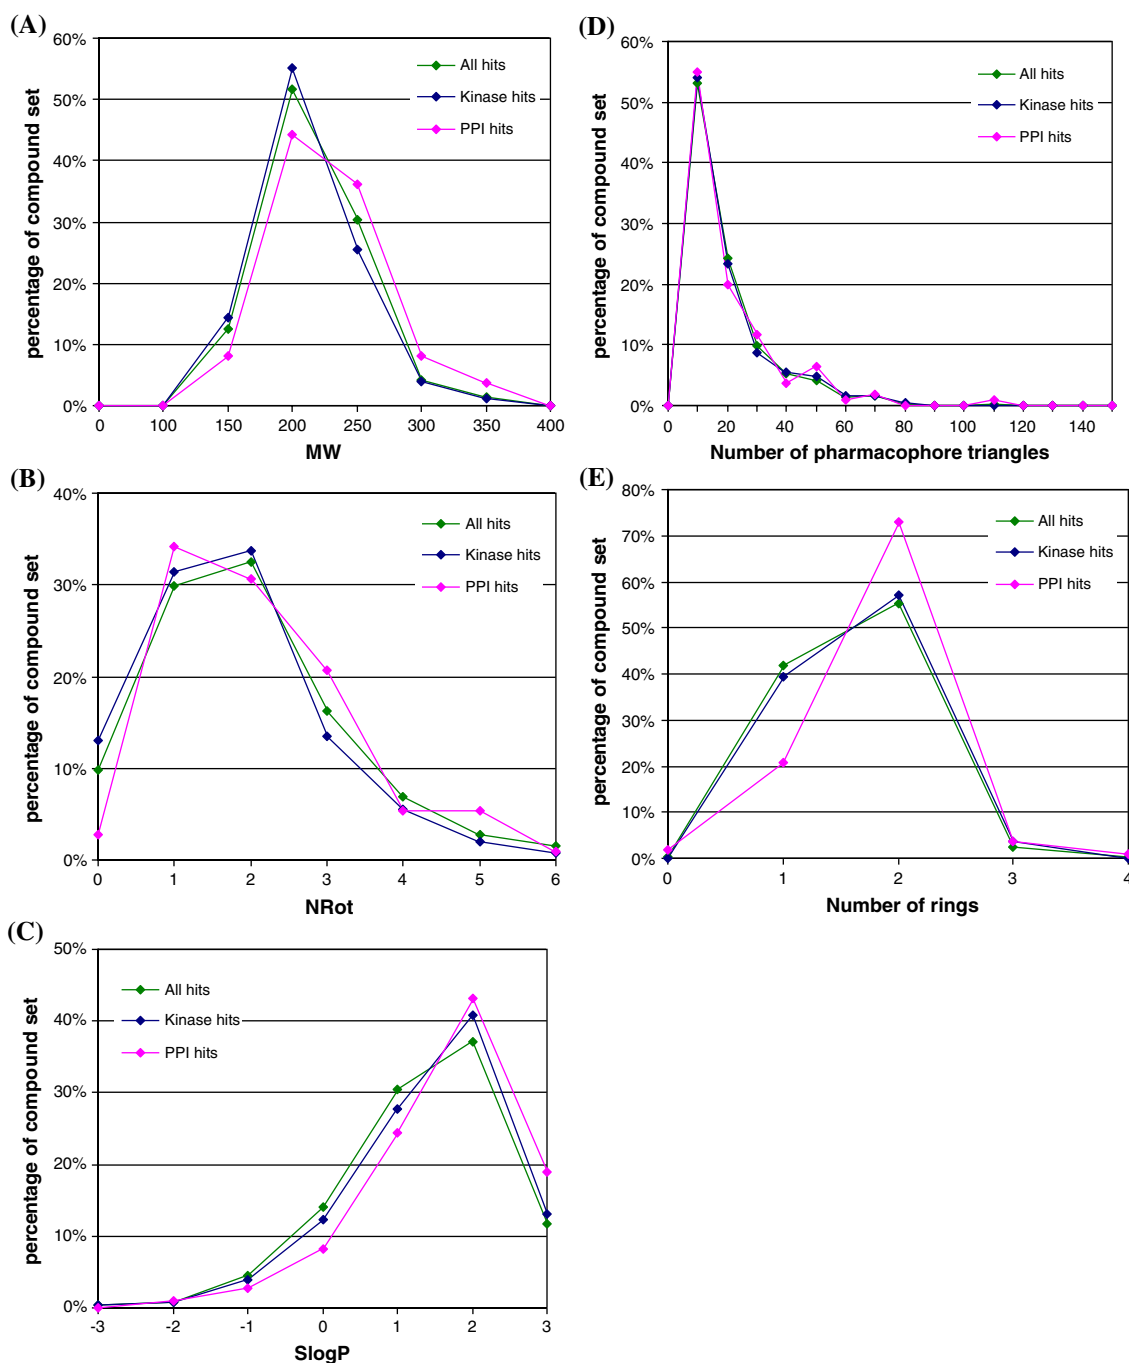 (A)
60%
50%
40%
30%
20%
10%
0%
percentage of compound set
All hits
Kinase hits
PPI hits
0 100 150 200 250 300 350 400
MW
(B)
40%
30%
20%
10%
0%
percentage of compound set
All hits
Kinase hits
PPI hits
0 1 2 3 4 5 6
NRot
(C)
50%
40%
30%
20%
10%
0%
percentage of compound set
All hits
Kinase hits
PPI hits
-3 -2 -1 0 1 2 3
SlogP
(D)
60%
50%
40%
30%
20%
10%
0%
percentage of compound set
All hits
Kinase hits
PPI hits
0 20 40 60 80 100 120 140
Number of pharmacophore triangles
(E)
80%
70%
60%
50%
40%
30%
20%
10%
0%
percentage of compound set
All hits
Kinase hits
PPI hits
0 1 2 3 4
Number of rings